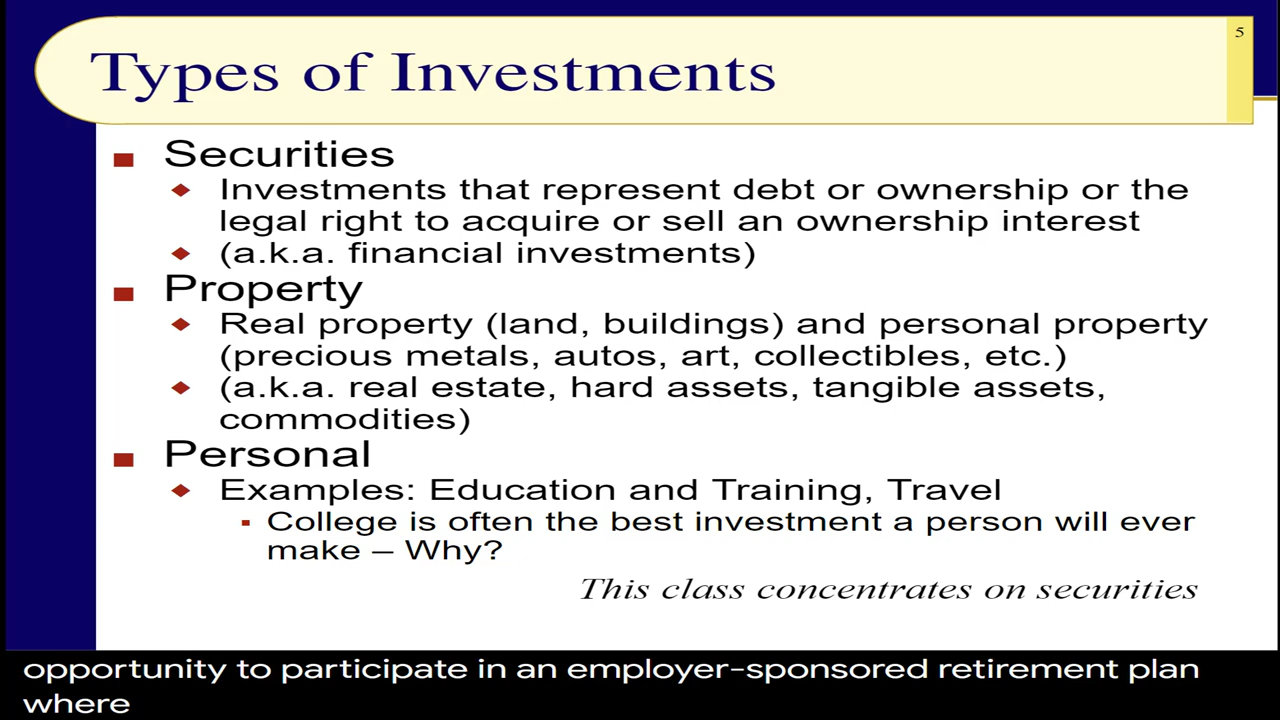 5
Types of Investments
Securities
Investments that represent debt or ownership or the
legal right to acquire or sell an ownership interest
(a.k.a. financial investments)
Property
Real property (land, buildings) and personal property
(precious metals, autos, art, collectibles, etc.)
(a.k.a. real estate, hard assets, tangible assets,
commodities)
Personal
Examples: Education and Training, Travel
College is often the best investment a person will ever
make – Why?
This class concentrates on securities
opportunity to participate in an employer-sponsored retirement plan
where